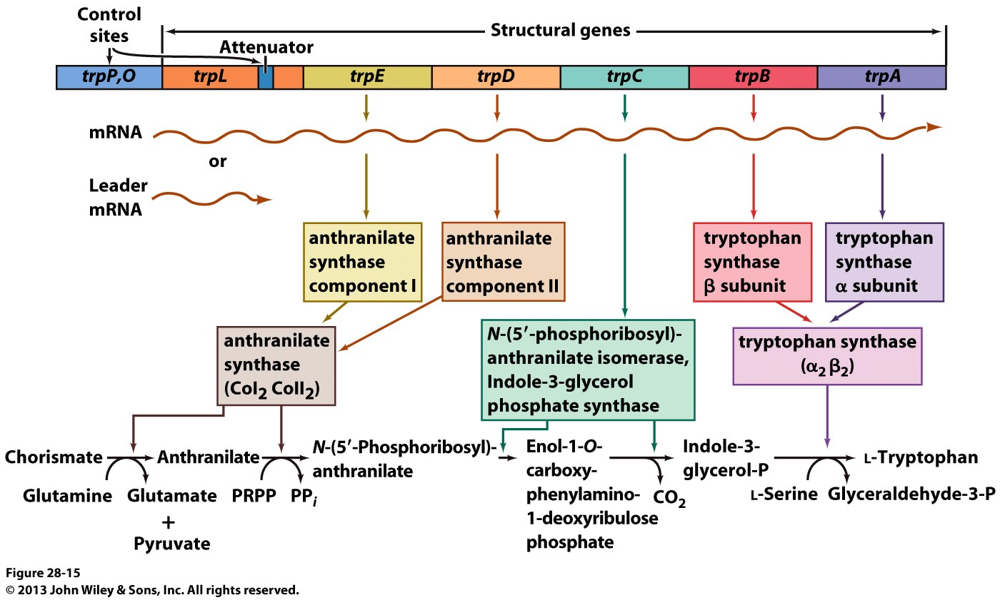 Control
sites
Structural genes
Attenuator
trpP,O
trpL
trpE
trpD
trpC
trpB
trpA
mRNA
or
Leader
mRNA
anthranilate
synthase
component I
anthranilate
synthase
component II
tryptophan
synthase
β subunit
tryptophan
synthase
α subunit
anthranilate
synthase
(CoI₂ CoII₂)
N-(5′-phosphoribosyl)-
anthranilate isomerase,
Indole-3-glycerol
phosphate synthase
tryptophan synthase
(α₂ β₂)
Chorismate
Anthranilate
N-(5′-Phosphoribosyl)-
anthranilate
Enol-1-O-
carboxy-
phenylamino-
1-deoxyribulose
phosphate
Indole-3-
glycerol-P
L-Tryptophan
Glutamine
Glutamate
+
Pyruvate
PRPP
PPi
CO₂
L-Serine
Glyceraldehyde-3-P
Figure 28-15
© 2013 John Wiley & Sons, Inc. All rights reserved.